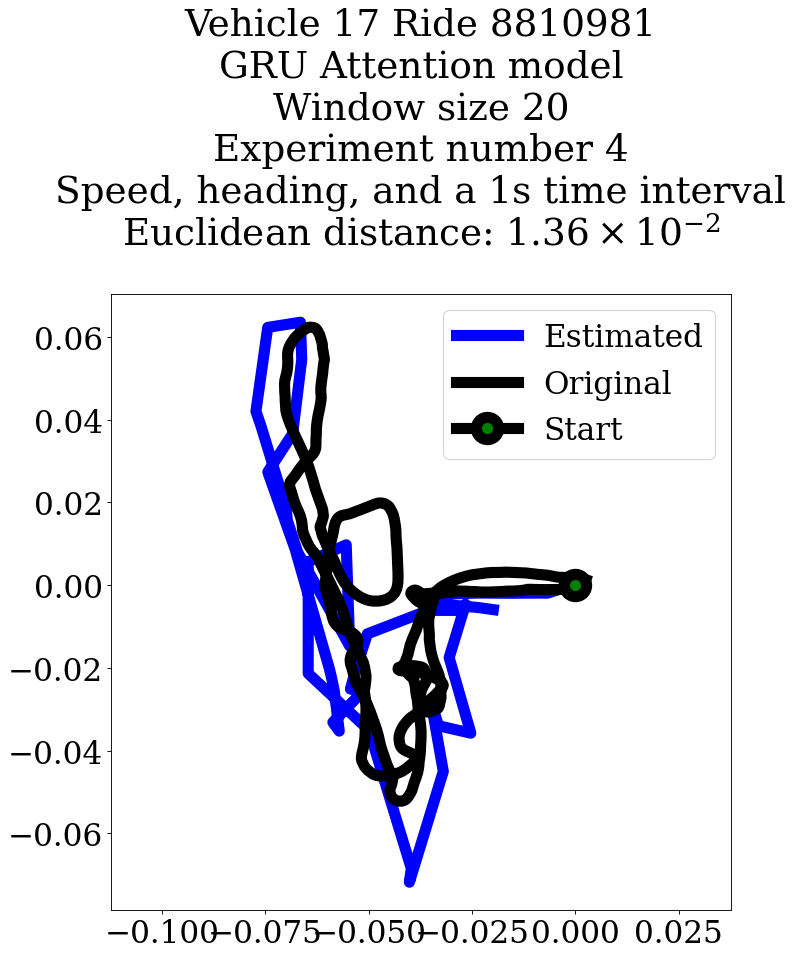 Vehicle 17 Ride 8810981
GRU Attention model
Window size 20
Experiment number 4
Speed, heading, and a 1s time interval
Euclidean distance: 1.36 × 10⁻²
Estimated
Original
Start
0.06
0.04
0.02
0.00
−0.02
−0.04
−0.06
−0.100 −0.075 −0.050 −0.025 0.000 0.025